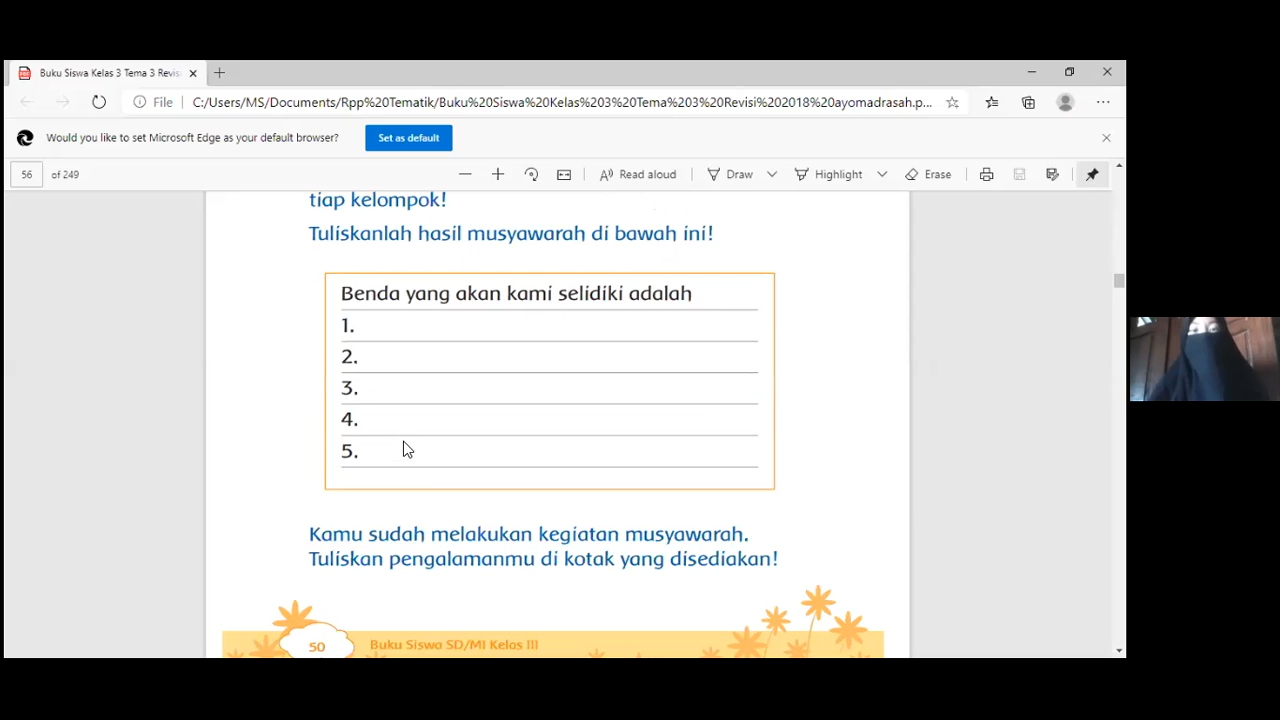 Buku Siswa Kelas 3 Tema 3 Revis
File
C:/Users/MS/Documents/Rpp%20Tematik/Buku%20Siswa%20Kelas%203%20Tema%203%20Revisi%202018%20ayomadrasah.p...
Would you like to set Microsoft Edge as your default browser?
Set as default
56 of 249
Read aloud
Draw
Highlight
Erase
tiap kelompok!
Tuliskanlah hasil musyawarah di bawah ini!
Benda yang akan kami selidiki adalah
1.
2.
3.
4.
5.
Kamu sudah melakukan kegiatan musyawarah.
Tuliskan pengalamanmu di kotak yang disediakan!
50
Buku Siswa SD/MI Kelas III